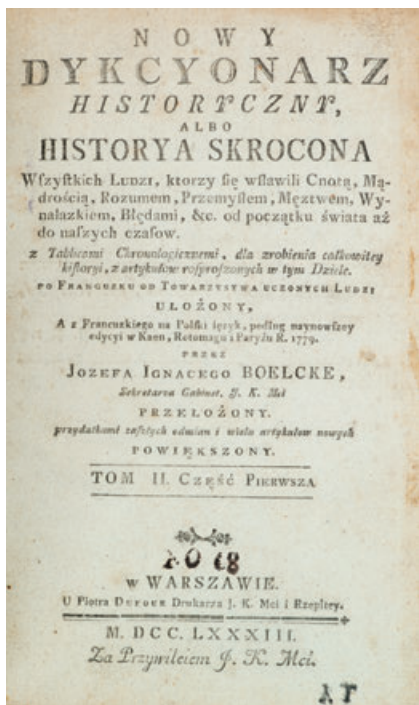 NOWY
DYKCYONARZ
HISTORYCZNY,
ALBO
HISTORYA SKROCONA
Wſzyſtkich LUDZI, ktorzy ſię wſlawili Cnotą, Mą-
drością, Rozumem, Przemyſłem, Męztwem, Wy-
nalazkiem, Błędami, &c. od początku świata aż
do naſzych czaſow.
z Tablicami Chronologicznemi, dla zrobienia całkowitey
hiſtoryi, z artykułow roſproſzonych w tym Dziele.
PO FRANCUZKU OD TOWARZYSTWA UCZONYCH LUDZI
UŁOŻONY,
A z Francuzkiego na Polſki ięzyk, podług naynowſzey
edycyi w Kaen, Rotomagu i Paryżu R. 1779.
PRZEZ
JOZEFA IGNACEGO BOELCKE,
Sekretarza Gabinet. J. K. Mci
PRZEŁOŻONY.
przydatkami zaſzłych odmian i wielu artykułow nowych
POWIĘKSZONY.
TOM II. CZĘŚĆ PIERWSZA
w WARSZAWIE.
U Piotra DUFOUR Drukarza J. K. Mci i Rzepltey.
M. DCC. LXXXIII.
Za Przywileiem J. K. Mci.